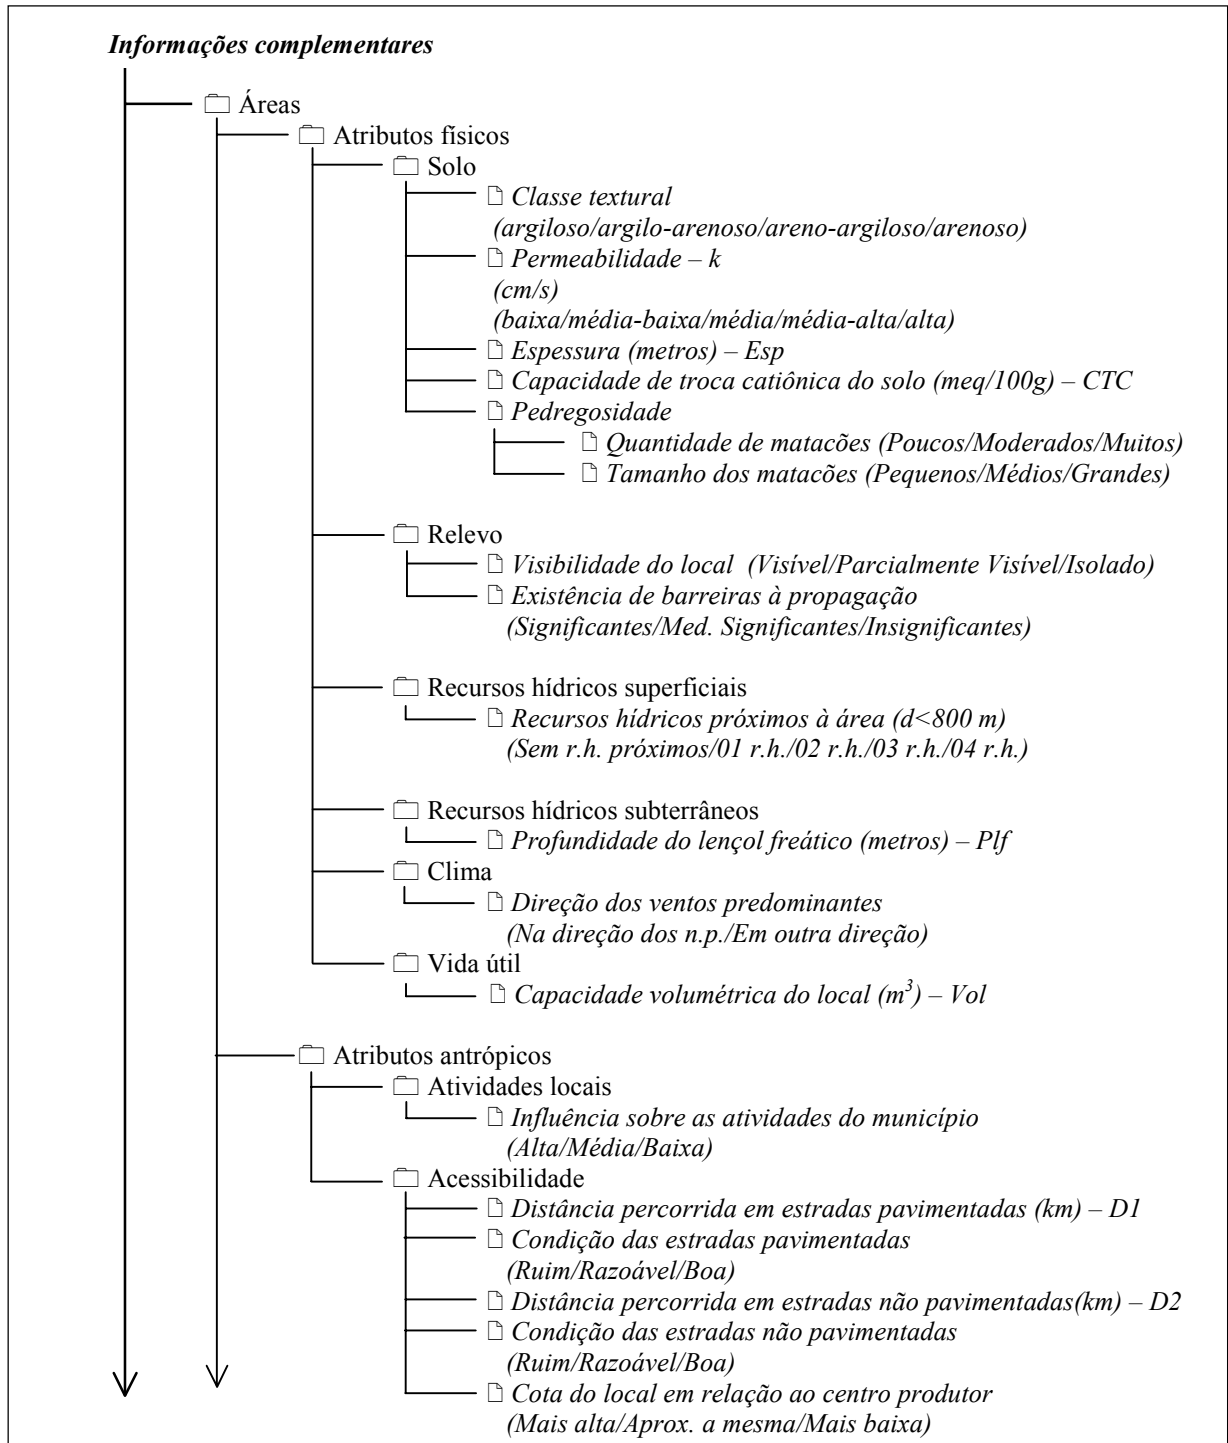 Informações complementares
Áreas
Atributos físicos
Solo
Classe textural
(argiloso/argilo-arenoso/areno-argiloso/arenoso)
Permeabilidade – k
(cm/s)
(baixa/média-baixa/média/média-alta/alta)
Espessura (metros) – Esp
Capacidade de troca catiônica do solo (meq/100g) – CTC
Pedregosidade
Quantidade de matacões (Poucos/Moderados/Muitos)
Tamanho dos matacões (Pequenos/Médios/Grandes)
Relevo
Visibilidade do local (Visível/Parcialmente Visível/Isolado)
Existência de barreiras à propagação
(Significantes/Med. Significantes/Insignificantes)
Recursos hídricos superficiais
Recursos hídricos próximos à área (d<800 m)
(Sem r.h. próximos/01 r.h./02 r.h./03 r.h./04 r.h.)
Recursos hídricos subterrâneos
Profundidade do lençol freático (metros) – Plf
Clima
Direção dos ventos predominantes
(Na direção dos n.p./Em outra direção)
Vida útil
Capacidade volumétrica do local (m³) – Vol
Atributos antrópicos
Atividades locais
Influência sobre as atividades do município
(Alta/Média/Baixa)
Acessibilidade
Distância percorrida em estradas pavimentadas (km) – D1
Condição das estradas pavimentadas
(Ruim/Razoável/Boa)
Distância percorrida em estradas não pavimentadas(km) – D2
Condição das estradas não pavimentadas
(Ruim/Razoável/Boa)
Cota do local em relação ao centro produtor
(Mais alta/Aprox. a mesma/Mais baixa)